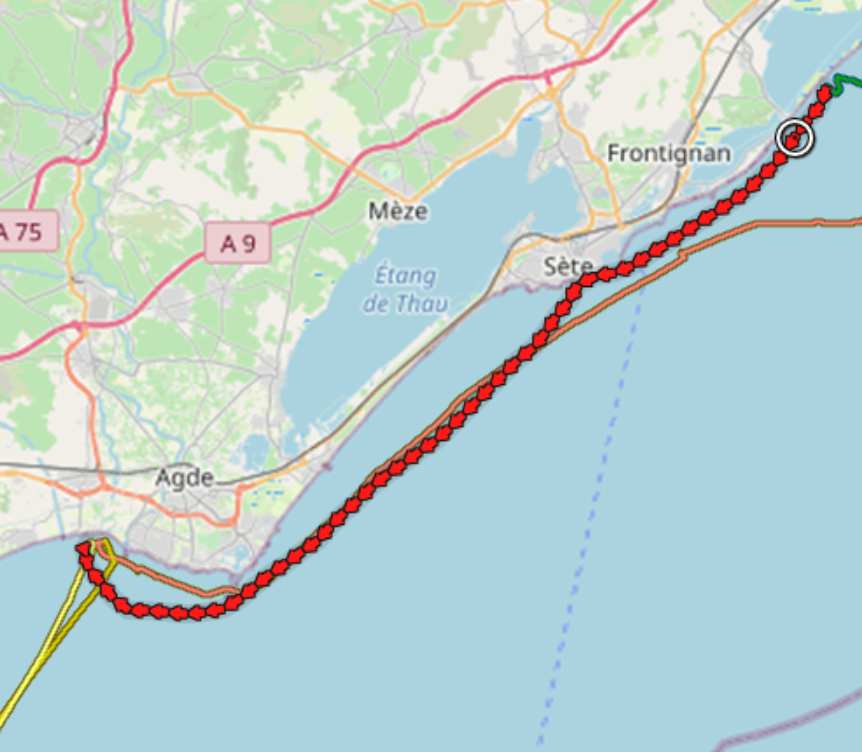 Frontignan
Mèze
A 75
A 9
Sète
Étang
de Thau
Agde